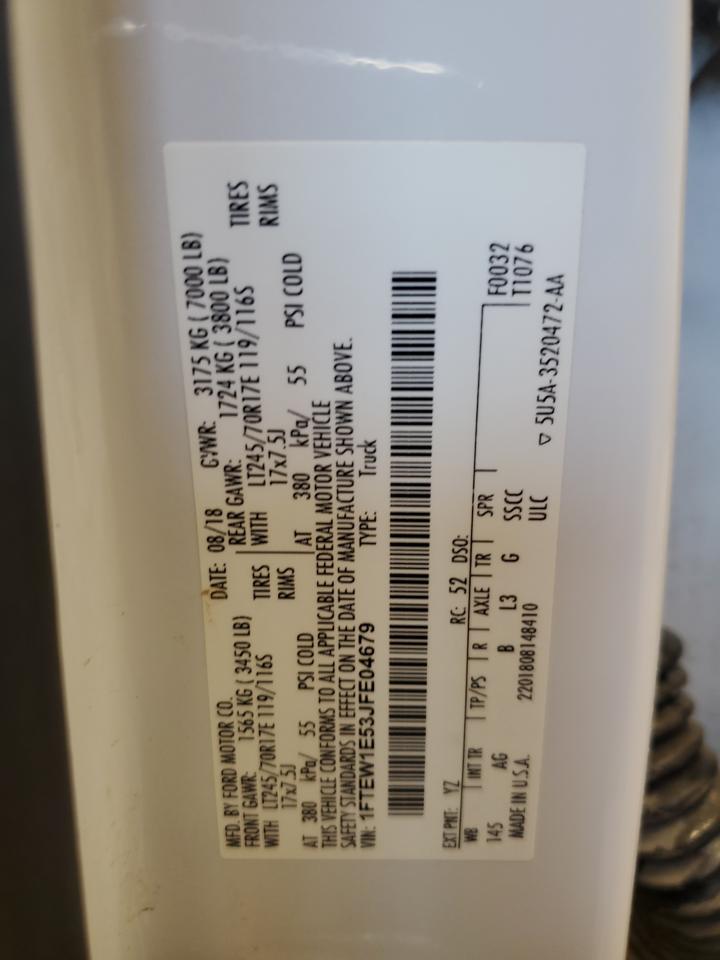 MFD. BY FORD MOTOR CO.
DATE: 08/18 GVWR: 3175 KG ( 7000 LB)
FRONT GAWR: 1565 KG ( 3450 LB) REAR GAWR: 1724 KG ( 3800 LB)
WITH LT245/70R17E 119/116S TIRES WITH LT245/70R17E 119/116S TIRES
17x7.5J RIMS 17x7.5J RIMS
AT 380 kPa/ 55 PSI COLD AT 380 kPa/ 55 PSI COLD
THIS VEHICLE CONFORMS TO ALL APPLICABLE FEDERAL MOTOR VEHICLE
SAFETY STANDARDS IN EFFECT ON THE DATE OF MANUFACTURE SHOWN ABOVE.
VIN: 1FTEW1E53JFE04679 TYPE: Truck
EXT PNT: YZ RC: 52 DSO:
WB INT TR TP/PS R AXLE TR SPR F0032
145 AG B L3 G SSCC T1076
MADE IN U.S.A. 2201808148410 ULC
▽ 5U5A-3520472-AA